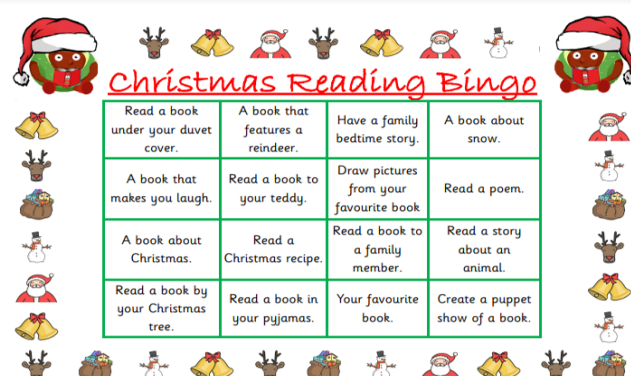 Christmas Reading Bingo
Read a book
under your duvet
cover.
A book that
features a
reindeer.
Have a family
bedtime story.
A book about
snow.
A book that
makes you laugh.
Read a book to
your teddy.
Draw pictures
from your
favourite book
Read a poem.
A book about
Christmas.
Read a
Christmas recipe.
Read a book to
a family
member.
Read a story
about an
animal.
Read a book by
your Christmas
tree.
Read a book in
your pyjamas.
Your favourite
book.
Create a puppet
show of a book.